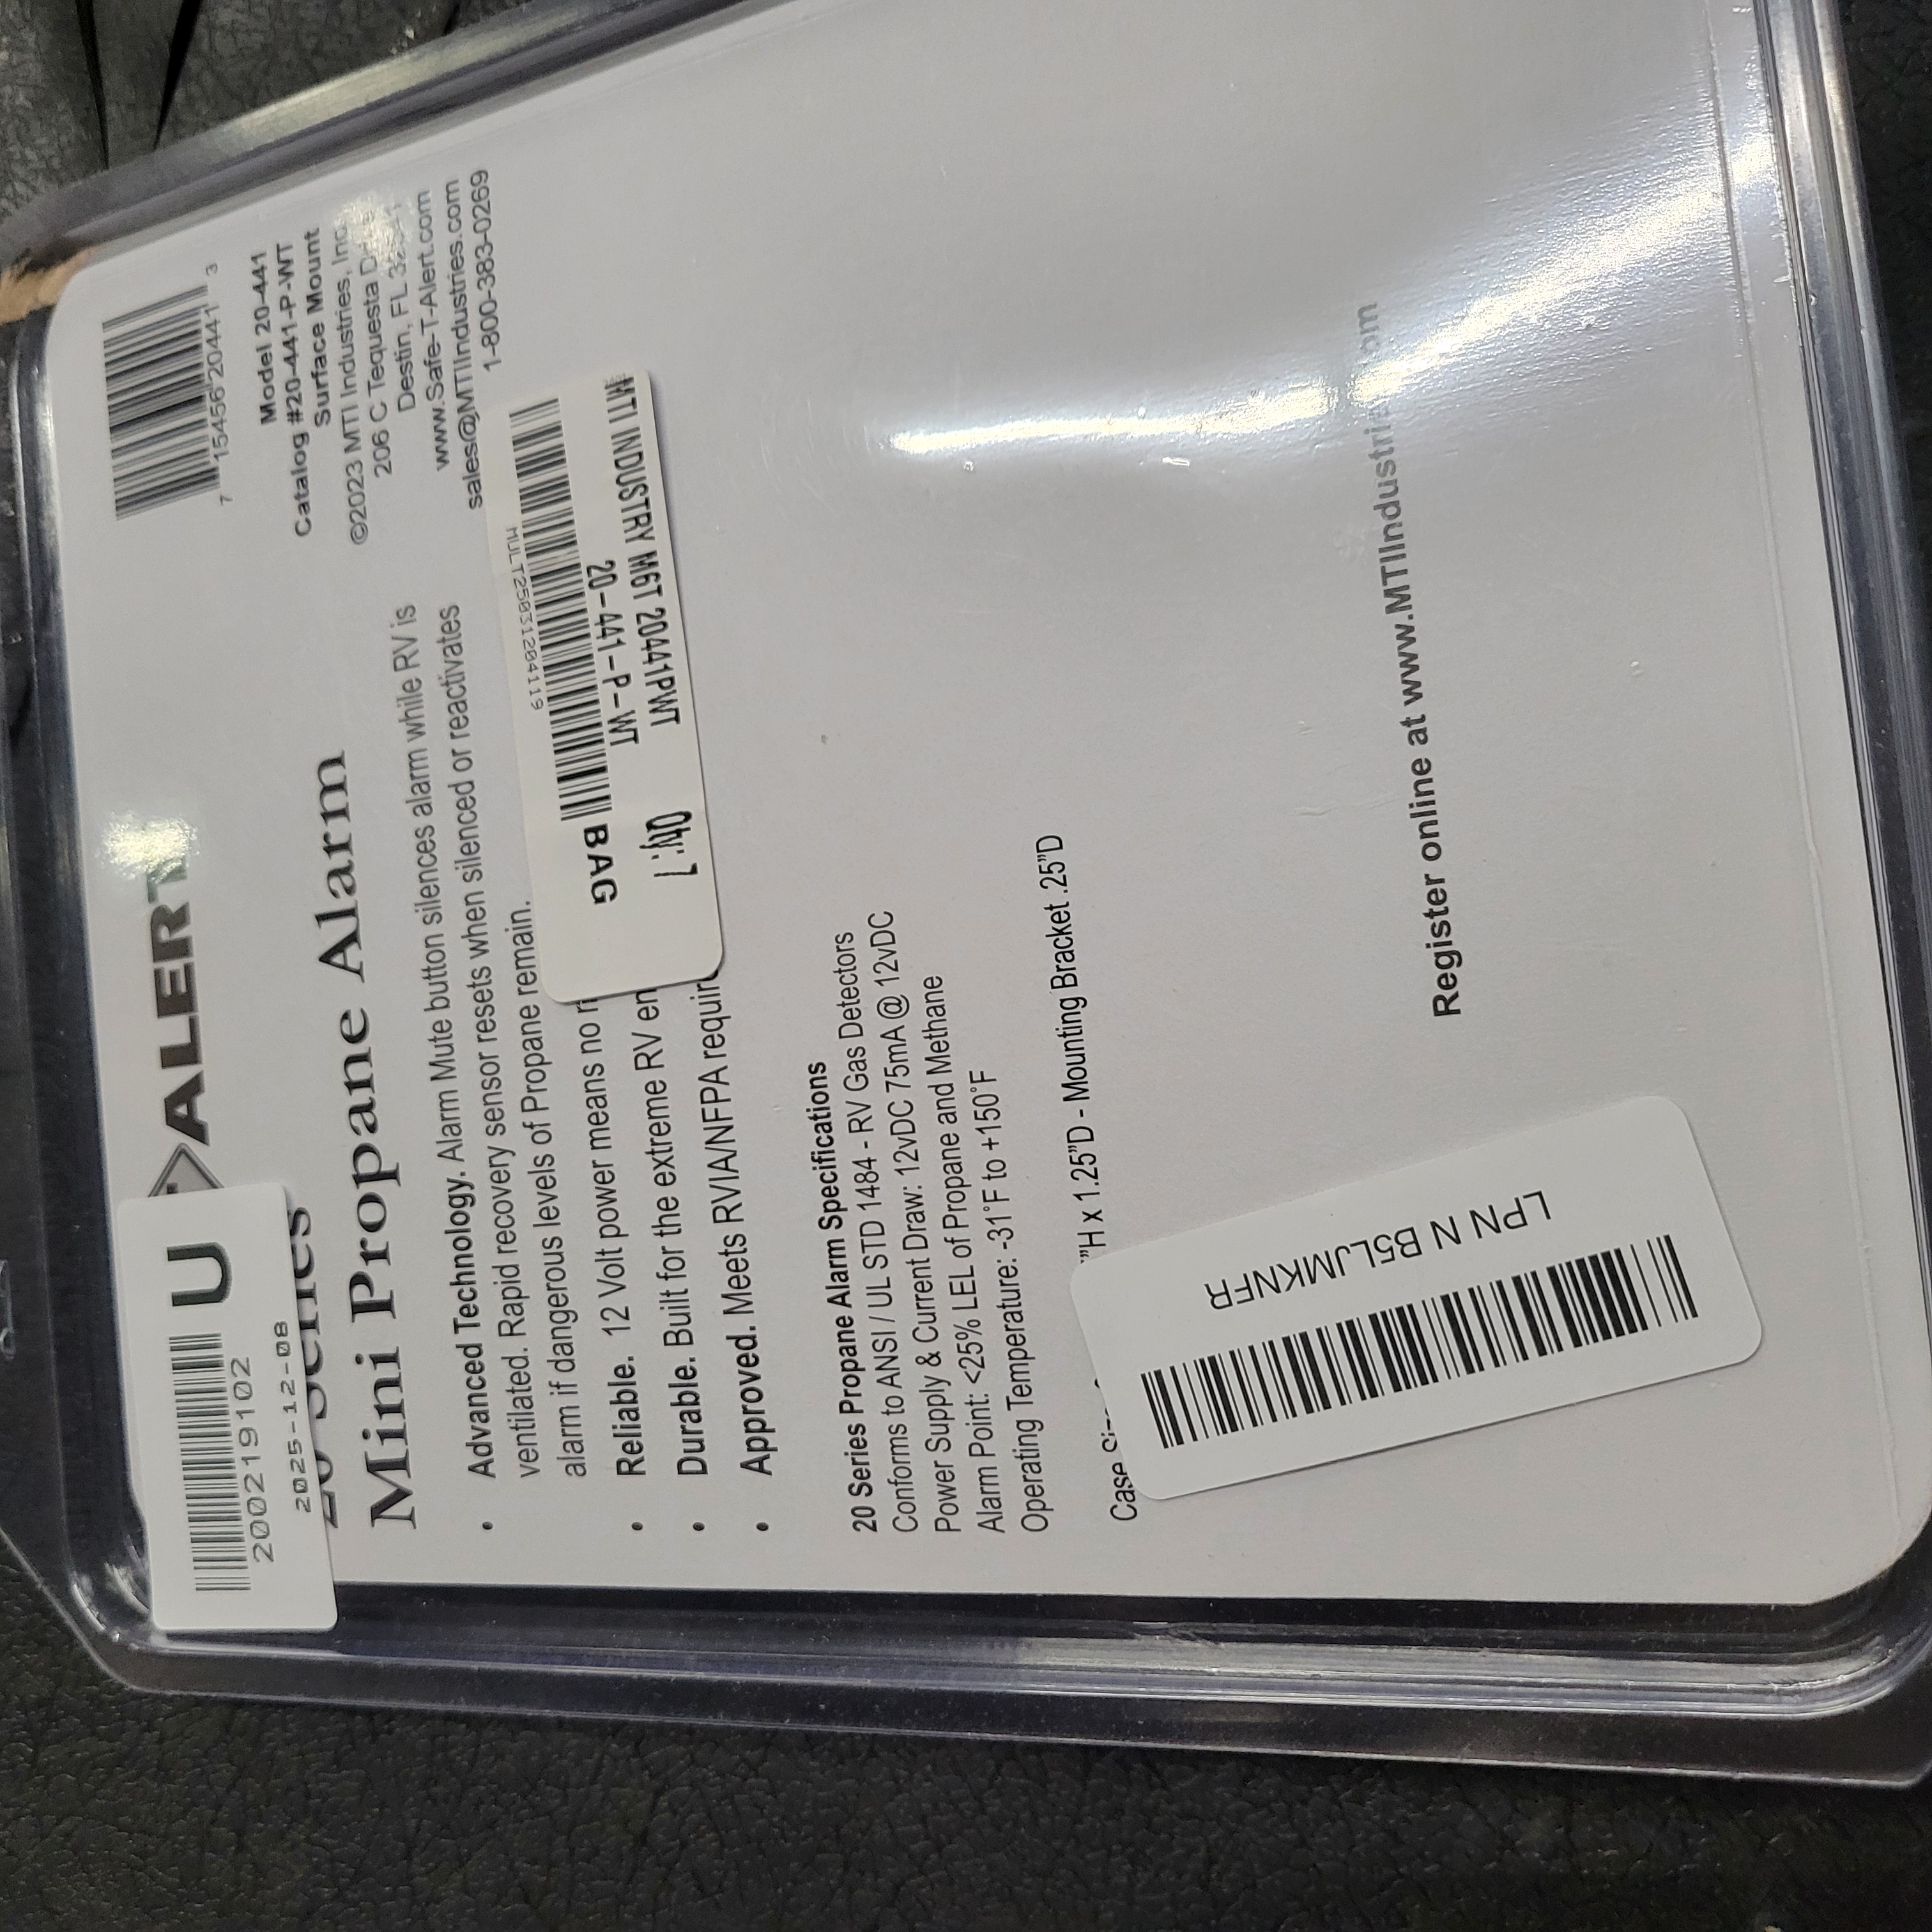 ALERT
7 15456 20441 3
Model 20-441
Catalog #20-441-P-WT
Surface Mount
©2023 MTI Industries, Inc.
206 C Tequesta
Destin, FL
www.Safe-T-Alert.com
sales@MTIIndustries.com
1-800-383-0269
U
200219102
2025-12-08
20 Series
Mini Propane Alarm
• Advanced Technology. Alarm Mute button silences alarm while RV is
ventilated. Rapid recovery sensor resets when silenced or reactivates
alarm if dangerous levels of Propane remain.
• Reliable. 12 Volt power means no
• Durable. Built for the extreme RV
• Approved. Meets RVIA/NFPA
MULT250312041119
BAG
20-441-P-WT
MTI INDUSTRY M6T 20441PWT
Qty: 1
20 Series Propane Alarm Specifications
Conforms to ANSI / UL STD 1484 - RV Gas Detectors
Power Supply & Current Draw: 12vDC 75mA @ 12vDC
Alarm Point: <25% LEL of Propane and Methane
Operating Temperature: -31°F to +150°F
Case "H x 1.25"D - Mounting Bracket .25"D
LPN N B5LJMKNFR
Register online at www.MTIIndustries.com